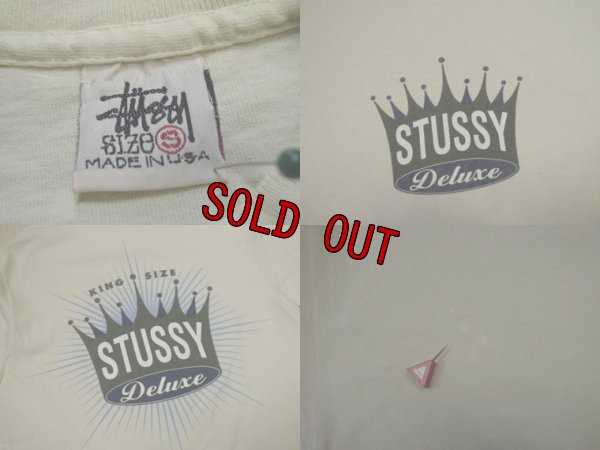 Stüssy
SIZE S
MADE IN U.S.A
STUSSY
Deluxe
SOLD OUT
KING SIZE
STUSSY
Deluxe